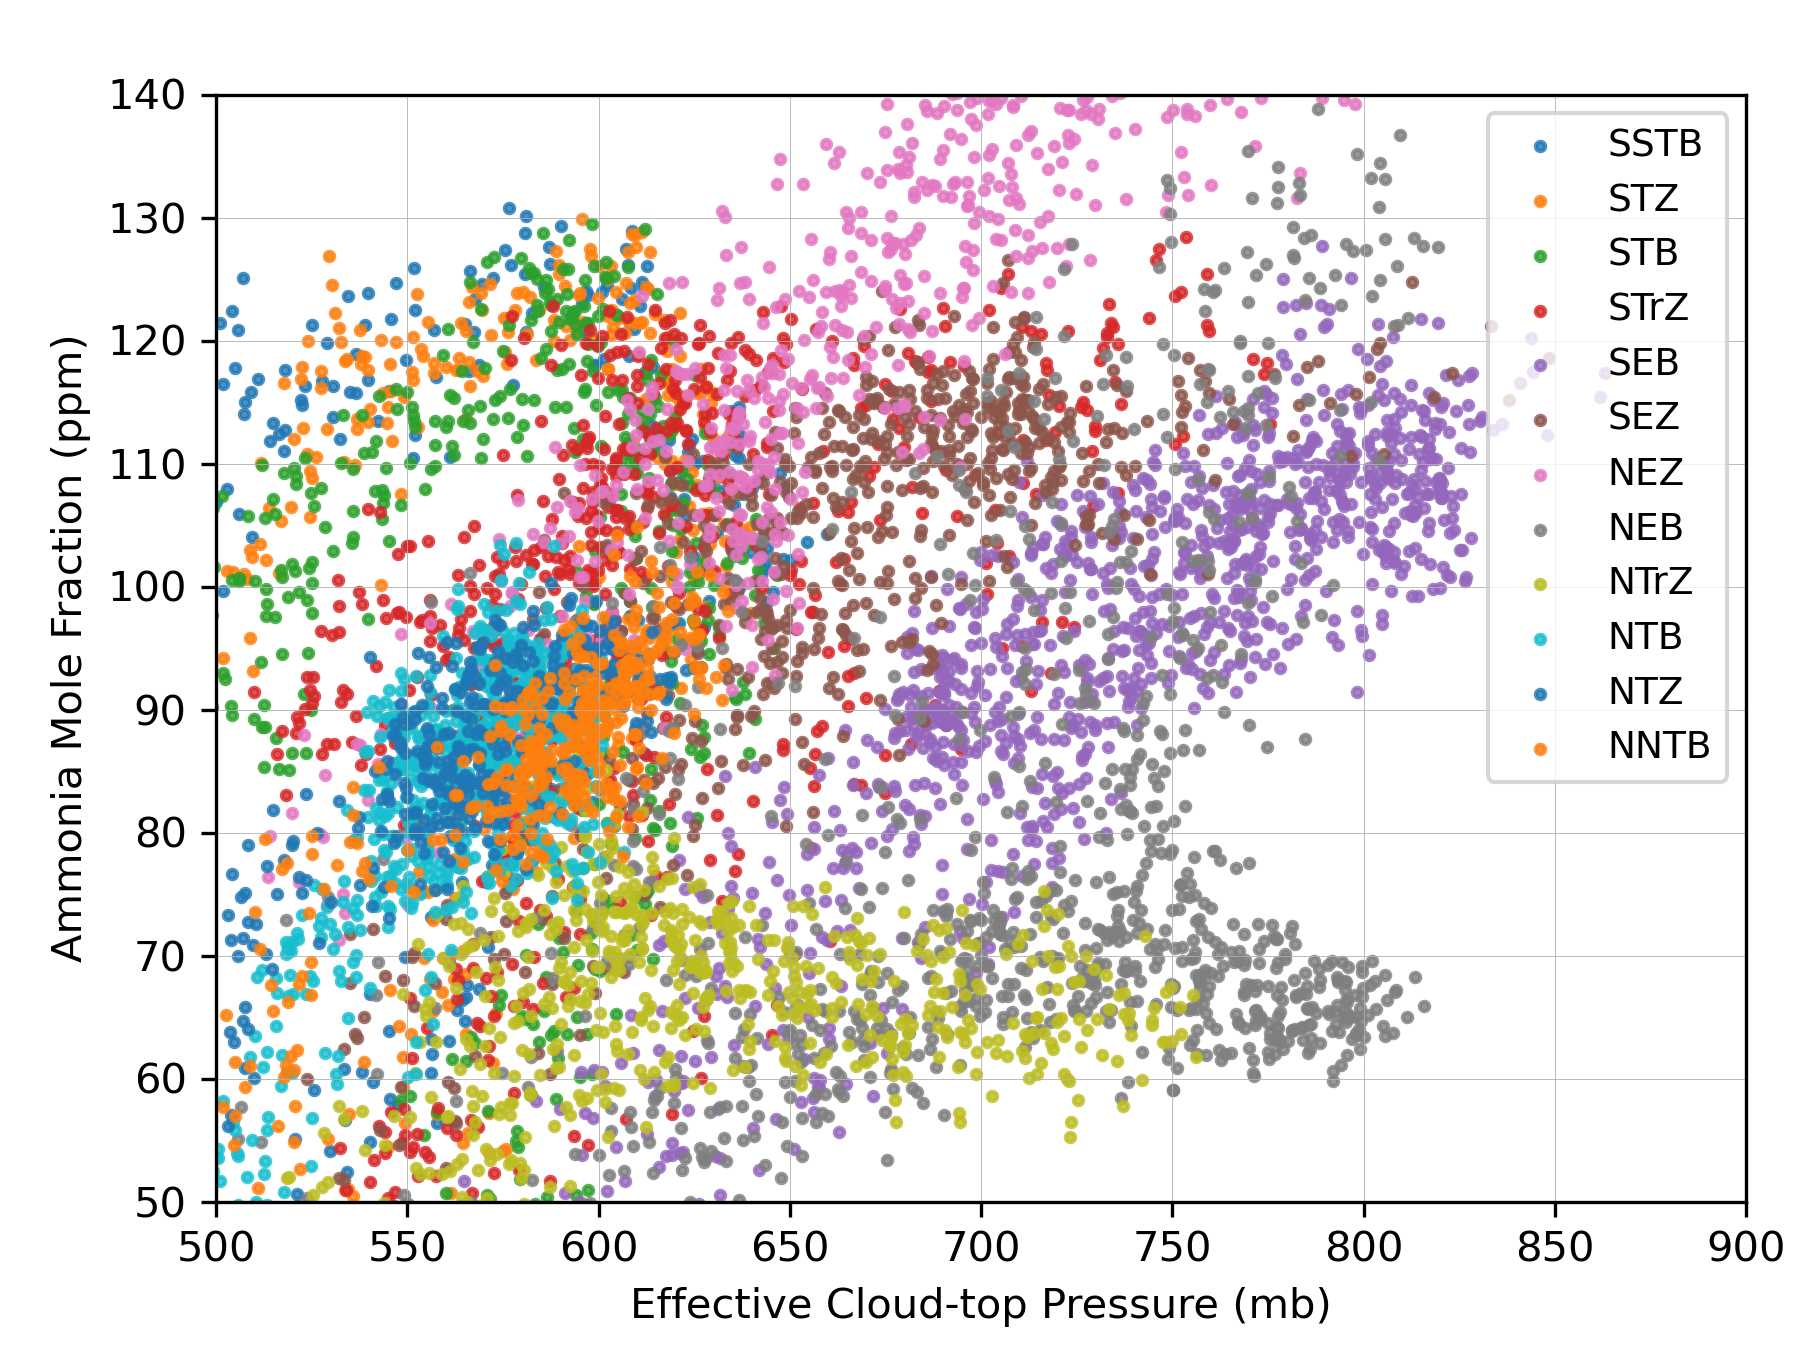 140
130
120
110
100
90
80
70
60
50
Ammonia Mole Fraction (ppm)
SSTB
STZ
STB
STrZ
SEB
SEZ
NEZ
NEB
NTrZ
NTB
NTZ
NNTB
500 550 600 650 700 750 800 850 900
Effective Cloud-top Pressure (mb)